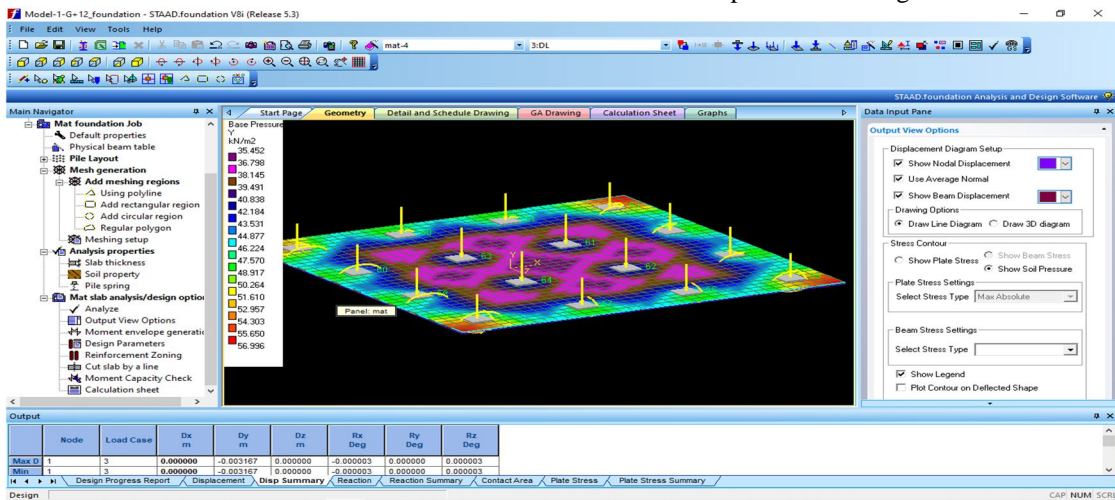 Model-1-G+12_foundation - STAAD.foundation V8i (Release 5.3)
File Edit View Tools Help
mat-4 3:DL
STAAD.foundation Analysis and Design Software
Main Navigator
Start Page Geometry Detail and Schedule Drawing GA Drawing Calculation Sheet Graphs
Data Input Pane
Mat foundation Job
Default properties
Physical beam table
Pile Layout
Mesh generation
Add meshing regions
Using polyline
Add rectangular region
Add circular region
Regular polygon
Meshing setup
Analysis properties
Slab thickness
Soil property
Pile spring
Mat slab analysis/design option
Analyze
Output View Options
Moment envelope generatio
Design Parameters
Reinforcement Zoning
Cut slab by a line
Moment Capacity Check
Calculation sheet
Base Pressure
Y
kN/m2
35.452
36.798
38.145
39.491
40.838
42.184
43.531
44.877
46.224
47.570
48.917
50.264
51.610
52.957
54.303
55.650
56.996
61
63
62
64
Y
X
Z
Panel: mat
Output View Options
Displacement Diagram Setup
Show Nodal Displacement
Use Average Normal
Show Beam Displacement
Drawing Options
Draw Line Diagram Draw 3D diagram
Stress Contour
Show Plate Stress Show Beam Stress
Show Soil Pressure
Plate Stress Settings
Select Stress Type Max Absolute
Beam Stress Settings
Select Stress Type
Show Legend
Plot Contour on Deflected Shape
Output
Node Load Case Dx m Dy m Dz m Rx Deg Ry Deg Rz Deg
Max D 1 3 0.000000 -0.003167 0.000000 -0.000003 0.000000 0.000003
Min 1 3 0.000000 -0.003167 0.000000 -0.000003 0.000000 0.000003
Design Progress Report Displacement Disp Summary Reaction Reaction Summary Contact Area Plate Stress Plate Stress Summary
Design CAP NUM SCR